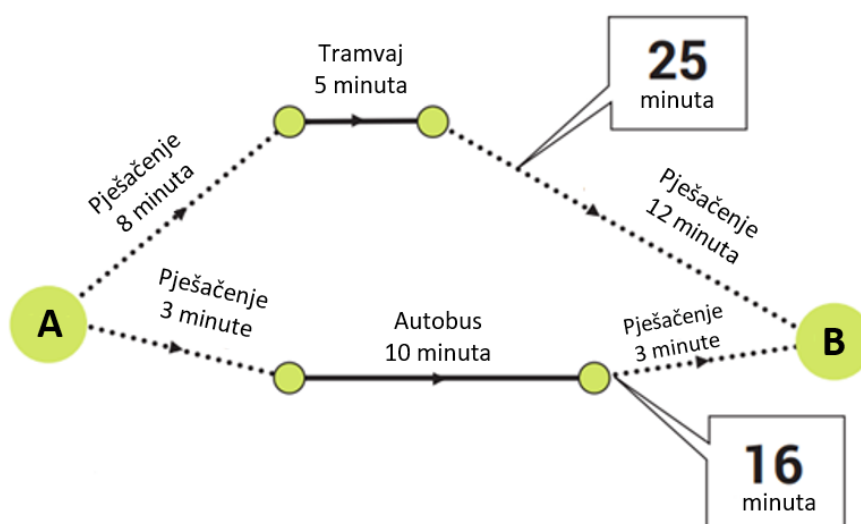 Tramvaj
5 minuta
25
minuta
Pješačenje
8 minuta
Pješačenje
12 minuta
A
Pješačenje
3 minute
Autobus
10 minuta
Pješačenje
3 minute
B
16
minuta